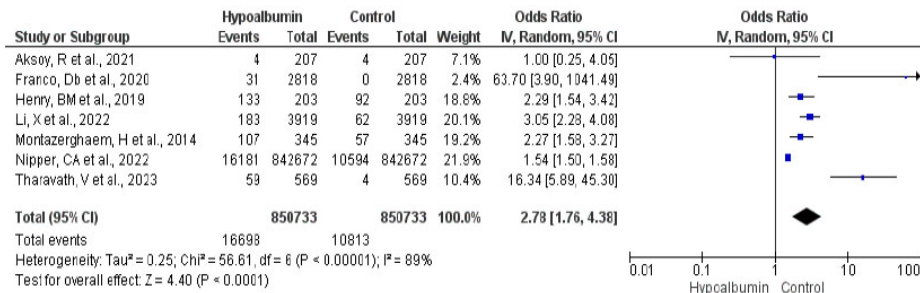 Hypoalbumin Control Odds Ratio Odds Ratio
Study or Subgroup Events Total Events Total Weight IV, Random, 95% CI IV, Random, 95% CI
Aksoy, R et al., 2021 4 207 4 207 7.1% 1.00 [0.25, 4.05]
Franco, Db et al., 2020 31 2818 0 2818 2.4% 63.70 [3.90, 1041.49]
Henry, BM et al., 2019 133 203 92 203 18.8% 2.29 [1.54, 3.42]
Li, X et al., 2022 183 3919 62 3919 20.1% 3.05 [2.28, 4.08]
Montazerghaem, H et al., 2014 107 345 57 345 19.2% 2.27 [1.58, 3.27]
Nipper, CA et al., 2022 16181 842672 10594 842672 21.9% 1.54 [1.50, 1.58]
Tharavath, V et al., 2023 59 569 4 569 10.4% 16.34 [5.89, 45.30]
Total (95% CI) 850733 850733 100.0% 2.78 [1.76, 4.38]
Total events 16698 10813
Heterogeneity: Tau² = 0.25; Chi² = 56.61, df = 6 (P < 0.00001); I² = 89%
Test for overall effect: Z = 4.40 (P < 0.0001)
0.01 0.1 1 10 100
Hypoalbumin Control